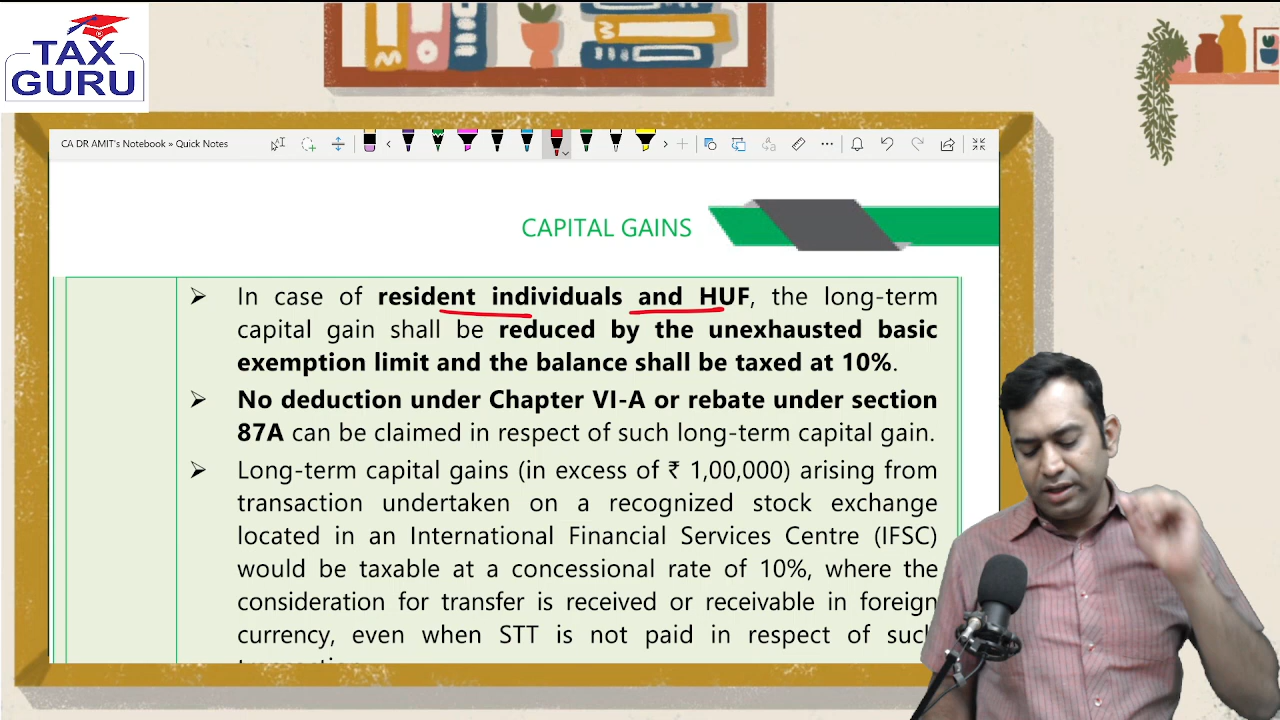 TAX
GURU
CA DR AMIT's Notebook » Quick Notes
CAPITAL GAINS
➢ In case of resident individuals and HUF, the long-term
capital gain shall be reduced by the unexhausted basic
exemption limit and the balance shall be taxed at 10%.
➢ No deduction under Chapter VI-A or rebate under section
87A can be claimed in respect of such long-term capital gain.
➢ Long-term capital gains (in excess of ₹ 1,00,000) arising from
transaction undertaken on a recognized stock exchange
located in an International Financial Services Centre (IFSC)
would be taxable at a concessional rate of 10%, where the
consideration for transfer is received or receivable in foreign
currency, even when STT is not paid in respect of such